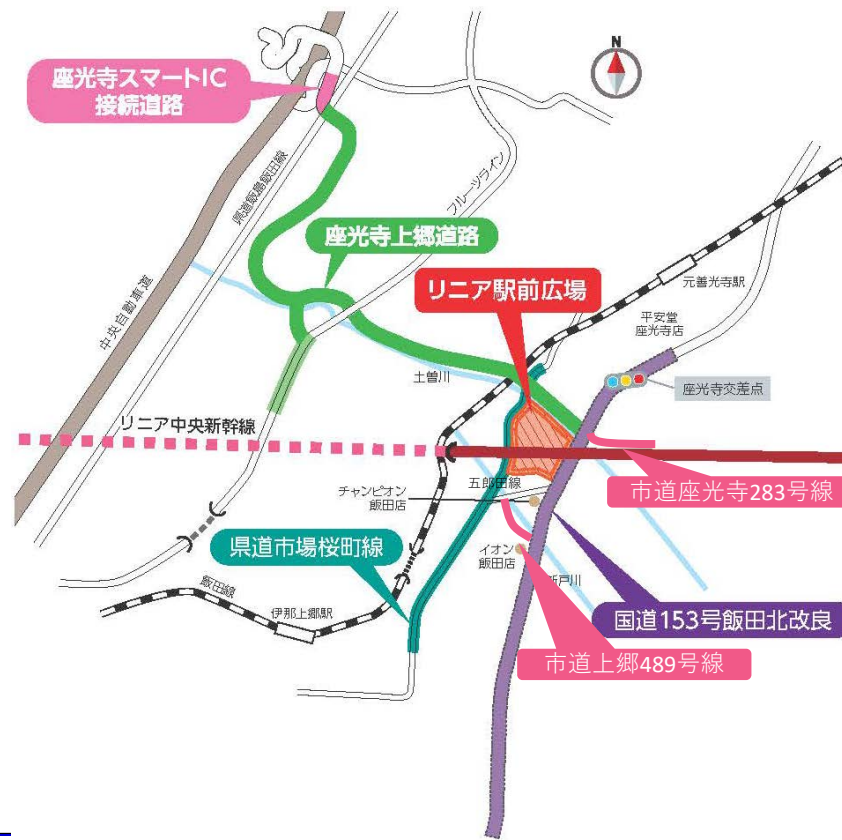 N
座光寺スマートIC
接続道路
県道飯島飯田線
フルーツライン
座光寺上郷道路
リニア駅前広場
元善光寺駅
平安堂
座光寺店
中央自動車道
土曽川
座光寺交差点
リニア中央新幹線
市道座光寺283号線
五郎田線
チャンピオン
飯田店
県道市場桜町線
イオン
飯田店
新戸川
飯田線
伊那上郷駅
国道153号飯田北改良
市道上郷489号線